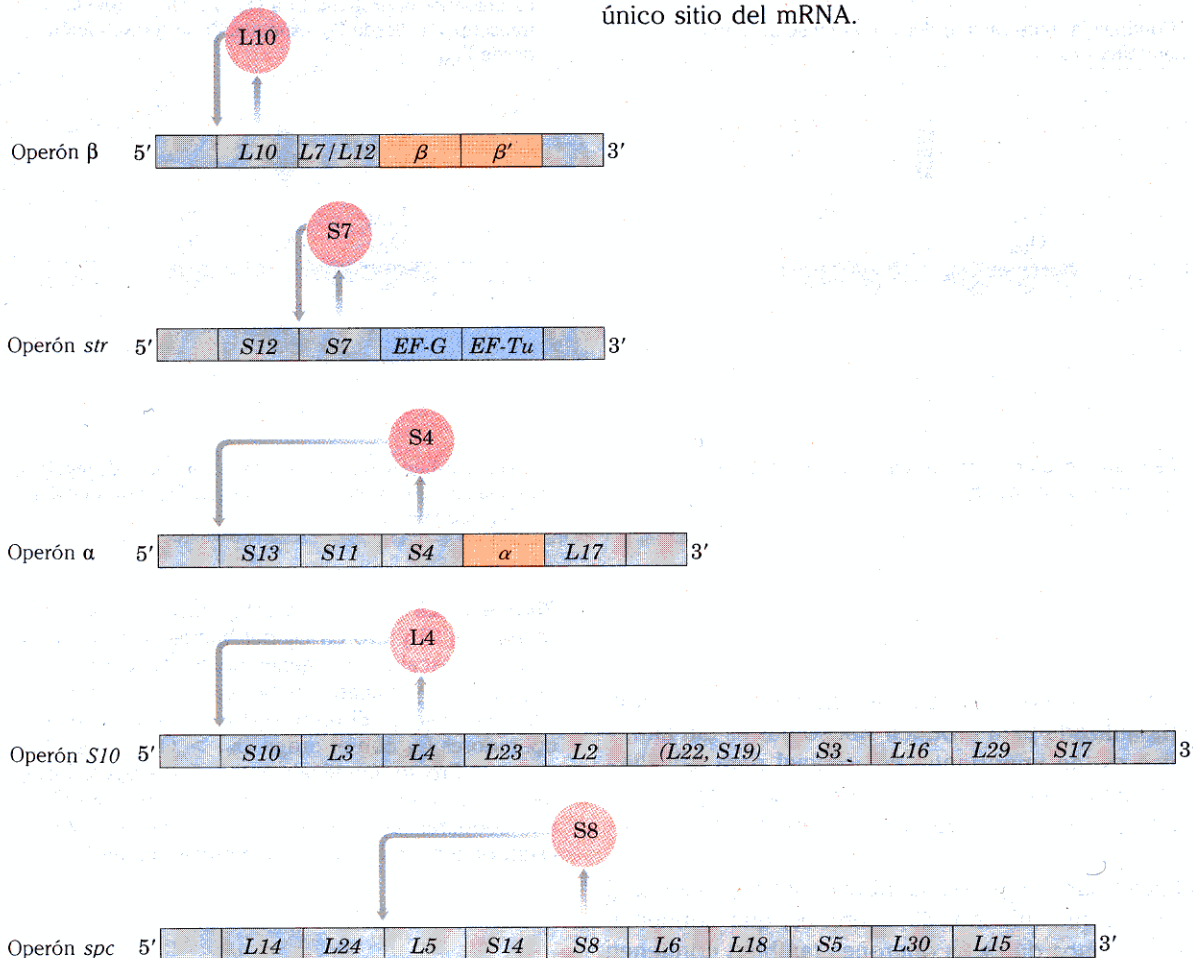 único sitio del mRNA.
L10
Operón β 5′ L10 L7/L12 β β′ 3′
S7
Operón str 5′ S12 S7 EF-G EF-Tu 3′
S4
Operón α 5′ S13 S11 S4 α L17 3′
L4
Operón S10 5′ S10 L3 L4 L23 L2 (L22, S19) S3 L16 L29 S17 3
S8
Operón spc 5′ L14 L24 L5 S14 S8 L6 L18 S5 L30 L15 3′